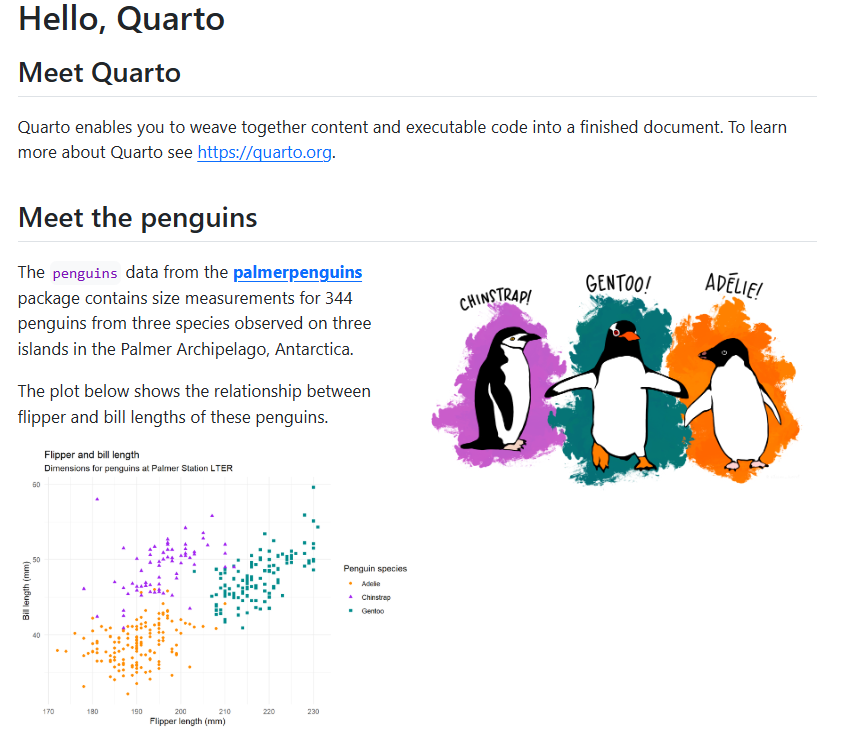 Hello, Quarto
Meet Quarto
Quarto enables you to weave together content and executable code into a finished document. To learn
more about Quarto see https://quarto.org.
Meet the penguins
The penguins data from the palmerpenguins
package contains size measurements for 344
penguins from three species observed on three
islands in the Palmer Archipelago, Antarctica.
The plot below shows the relationship between
flipper and bill lengths of these penguins.
CHINSTRAP!
GENTOO!
ADÉLIE!
Flipper and bill length
Dimensions for penguins at Palmer Station LTER
60
50
40
Bill length (mm)
170 180 190 200 210 220 230
Flipper length (mm)
Penguin species
Adelie
Chinstrap
Gentoo